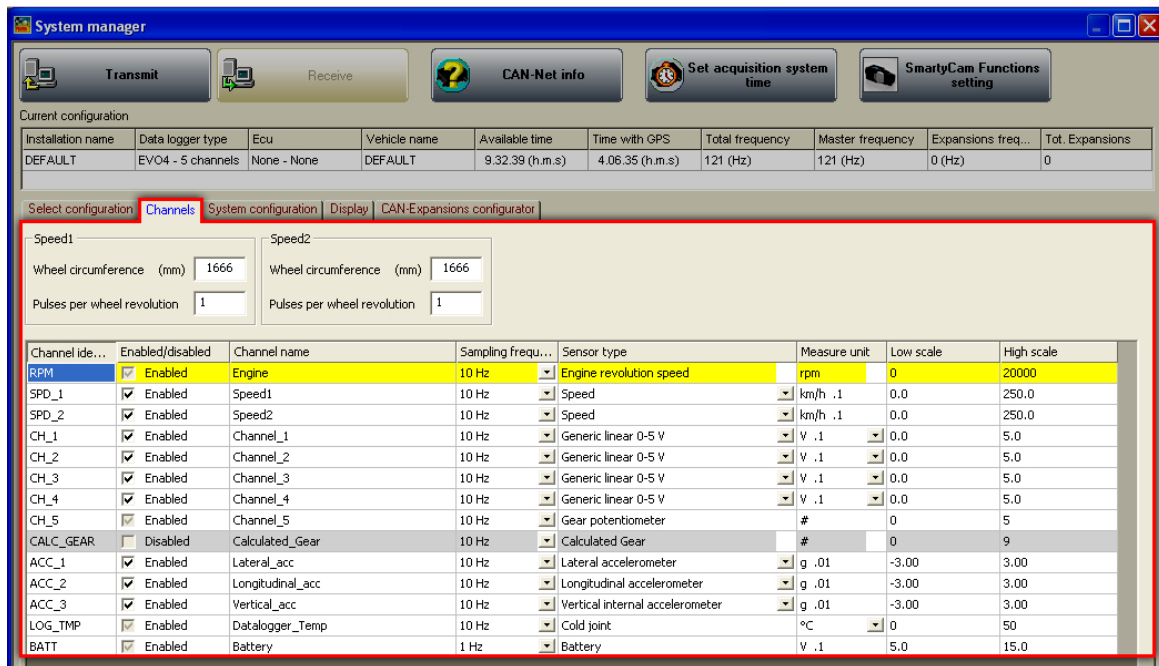 System manager
Transmit
Receive
CAN-Net info
Set acquisition system
time
SmartyCam Functions
setting
Current configuration
Installation name Data logger type Ecu Vehicle name Available time Time with GPS Total frequency Master frequency Expansions freq... Tot. Expansions
DEFAULT EVO4 - 5 channels None - None DEFAULT 9.32.39 (h.m.s) 4.06.35 (h.m.s) 121 (Hz) 121 (Hz) 0 (Hz) 0
Select configuration Channels System configuration Display CAN-Expansions configurator
Speed1 Speed2
Wheel circumference (mm) 1666 Wheel circumference (mm) 1666
Pulses per wheel revolution 1 Pulses per wheel revolution 1
Channel ide... Enabled/disabled Channel name Sampling frequ... Sensor type Measure unit Low scale High scale
RPM Enabled Engine 10 Hz Engine revolution speed rpm 0 20000
SPD_1 Enabled Speed1 10 Hz Speed km/h .1 0.0 250.0
SPD_2 Enabled Speed2 10 Hz Speed km/h .1 0.0 250.0
CH_1 Enabled Channel_1 10 Hz Generic linear 0-5 V V .1 0.0 5.0
CH_2 Enabled Channel_2 10 Hz Generic linear 0-5 V V .1 0.0 5.0
CH_3 Enabled Channel_3 10 Hz Generic linear 0-5 V V .1 0.0 5.0
CH_4 Enabled Channel_4 10 Hz Generic linear 0-5 V V .1 0.0 5.0
CH_5 Enabled Channel_5 10 Hz Gear potentiometer # 0 5
CALC_GEAR Disabled Calculated_Gear 10 Hz Calculated Gear # 0 9
ACC_1 Enabled Lateral_acc 10 Hz Lateral accelerometer g .01 -3.00 3.00
ACC_2 Enabled Longitudinal_acc 10 Hz Longitudinal accelerometer g .01 -3.00 3.00
ACC_3 Enabled Vertical_acc 10 Hz Vertical internal accelerometer g .01 -3.00 3.00
LOG_TMP Enabled Datalogger_Temp 10 Hz Cold joint °C 0 50
BATT Enabled Battery 1 Hz Battery V .1 5.0 15.0